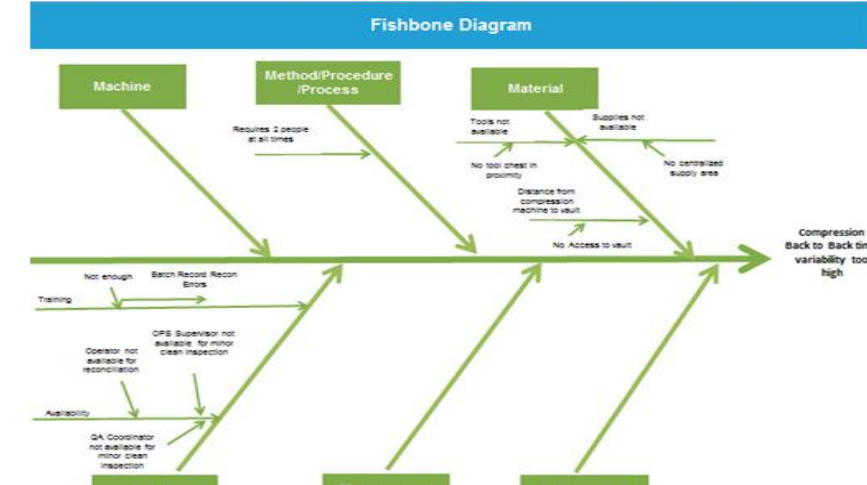 Fishbone Diagram
Machine
Method/Procedure
/Process
Material
Requires 2 people
at all times
Tools not
available
Supplies not
available
No tool chest in
proximity
No centralized
supply area
Distance from
compression
machine to vault
No Access to vault
Compression
Back to Back
variability too
high
Not enough
Batch Record Recon
Errors
Training
OPS Supervisor not
available for minor
clean inspection
Operator not
available for
reconciliation
Availability
QA Coordinator
not available for
minor clean
inspection